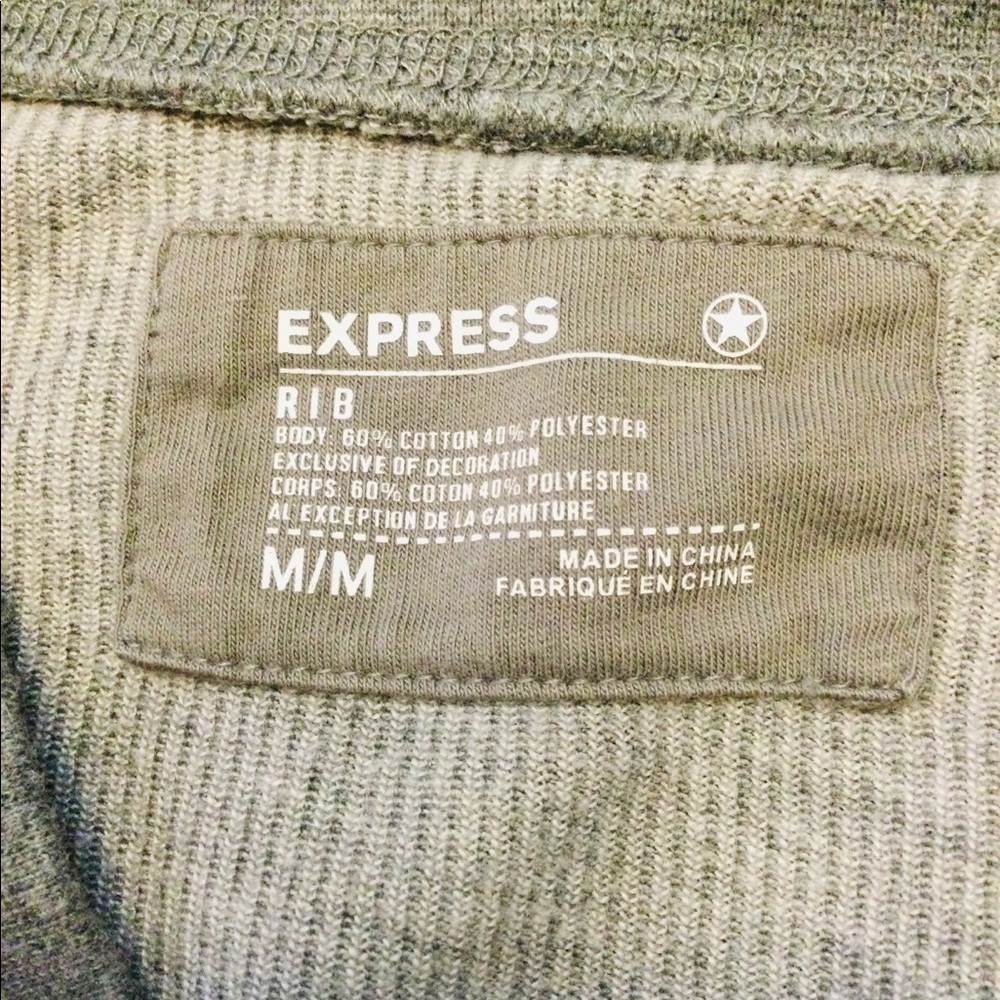 EXPRESS
RIB
BODY: 60% COTTON 40% POLYESTER
EXCLUSIVE OF DECORATION
CORPS: 60% COTON 40% POLYESTER
AL EXCEPTION DE LA GARNITURE
M/M
MADE IN CHINA
FABRIQUÉ EN CHINE